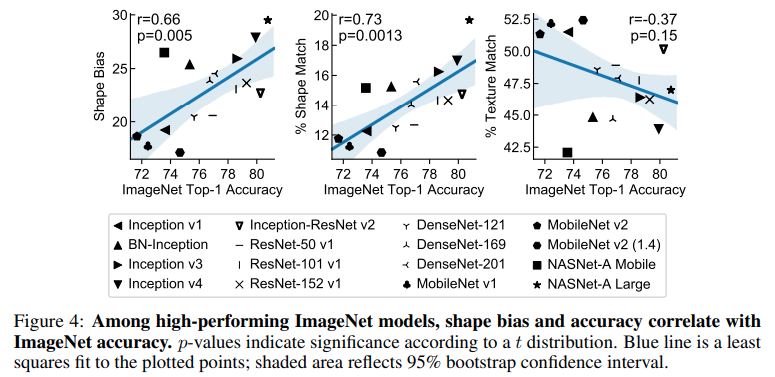 30
25
20
Shape Bias
r=0.66
p=0.005
72 74 76 78 80
ImageNet Top-1 Accuracy
20
18
16
14
12
% Shape Match
r=0.73
p=0.0013
72 74 76 78 80
ImageNet Top-1 Accuracy
52.5
50.0
47.5
45.0
42.5
% Texture Match
r=-0.37
p=0.15
72 74 76 78 80
ImageNet Top-1 Accuracy
Inception v1 Inception-ResNet v2 DenseNet-121 MobileNet v2
BN-Inception ResNet-50 v1 DenseNet-169 MobileNet v2 (1.4)
Inception v3 ResNet-101 v1 DenseNet-201 NASNet-A Mobile
Inception v4 ResNet-152 v1 MobileNet v1 NASNet-A Large
Figure 4: Among high-performing ImageNet models, shape bias and accuracy correlate with
ImageNet accuracy. p-values indicate significance according to a t distribution. Blue line is a least
squares fit to the plotted points; shaded area reflects 95% bootstrap confidence interval.